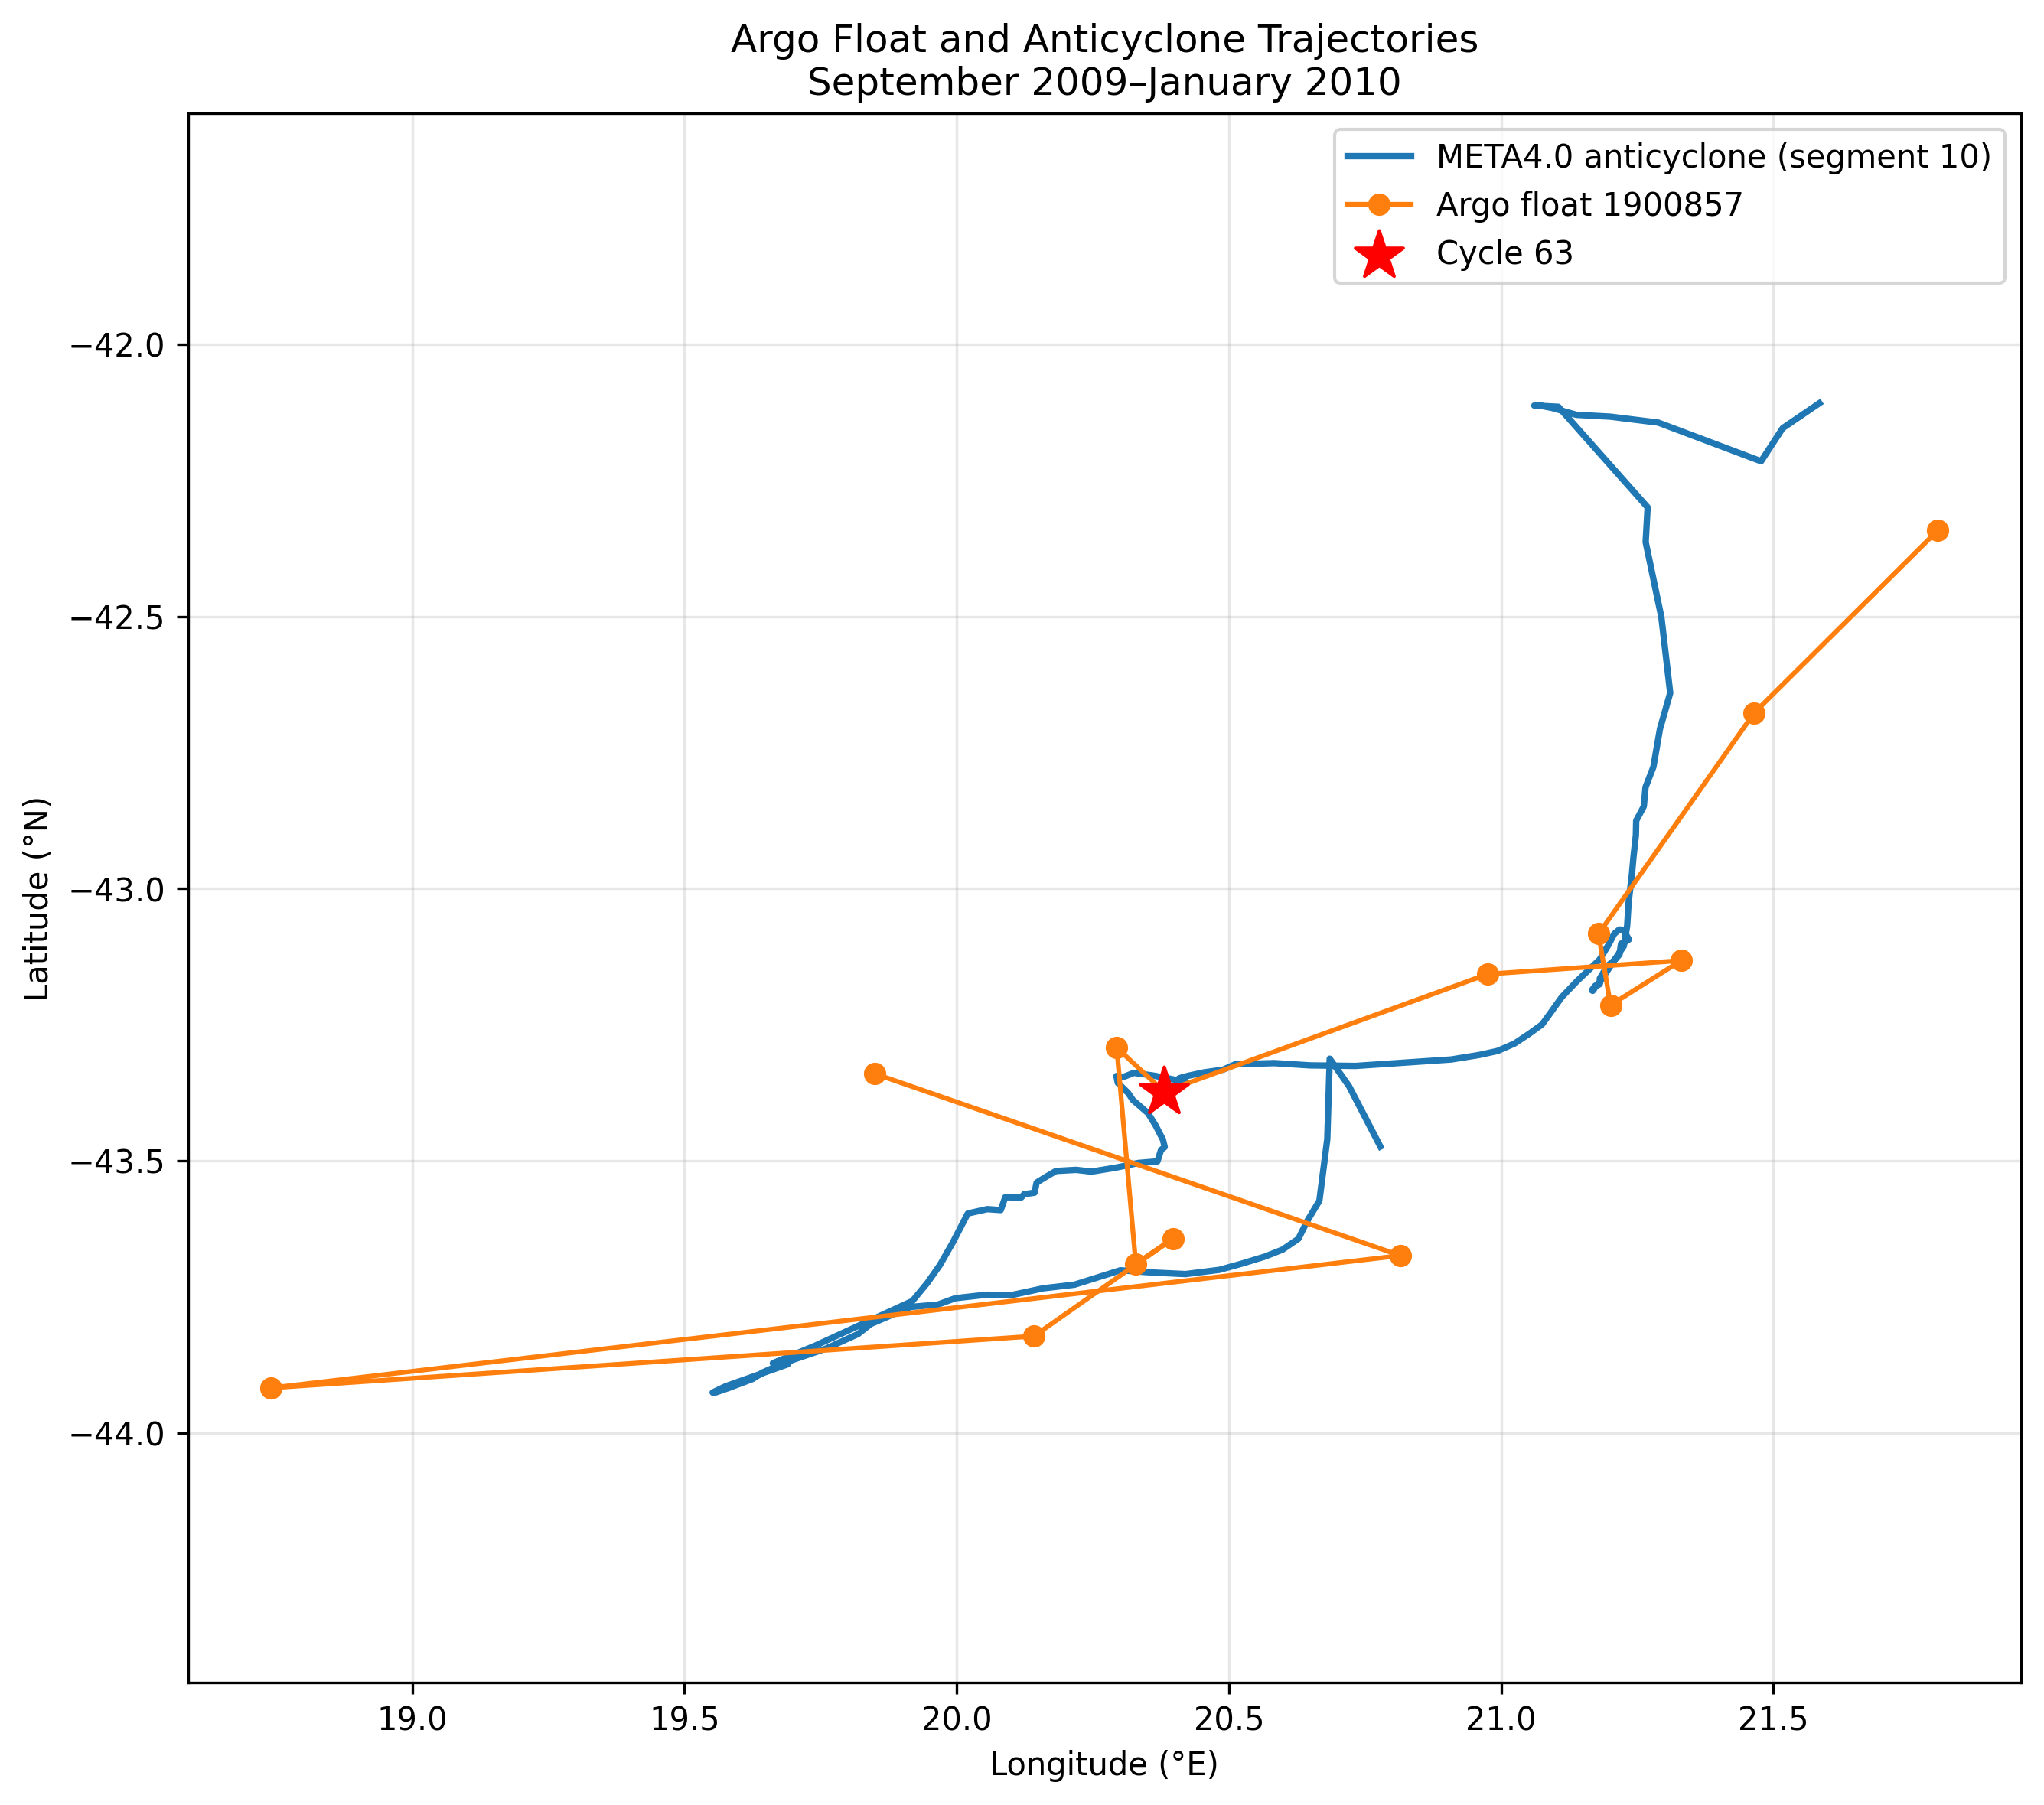 Argo Float and Anticyclone Trajectories
September 2009–January 2010
META4.0 anticyclone (segment 10)
Argo float 1900857
Cycle 63
Latitude (°N)
−42.0
−42.5
−43.0
−43.5
−44.0
19.0 19.5 20.0 20.5 21.0 21.5
Longitude (°E)